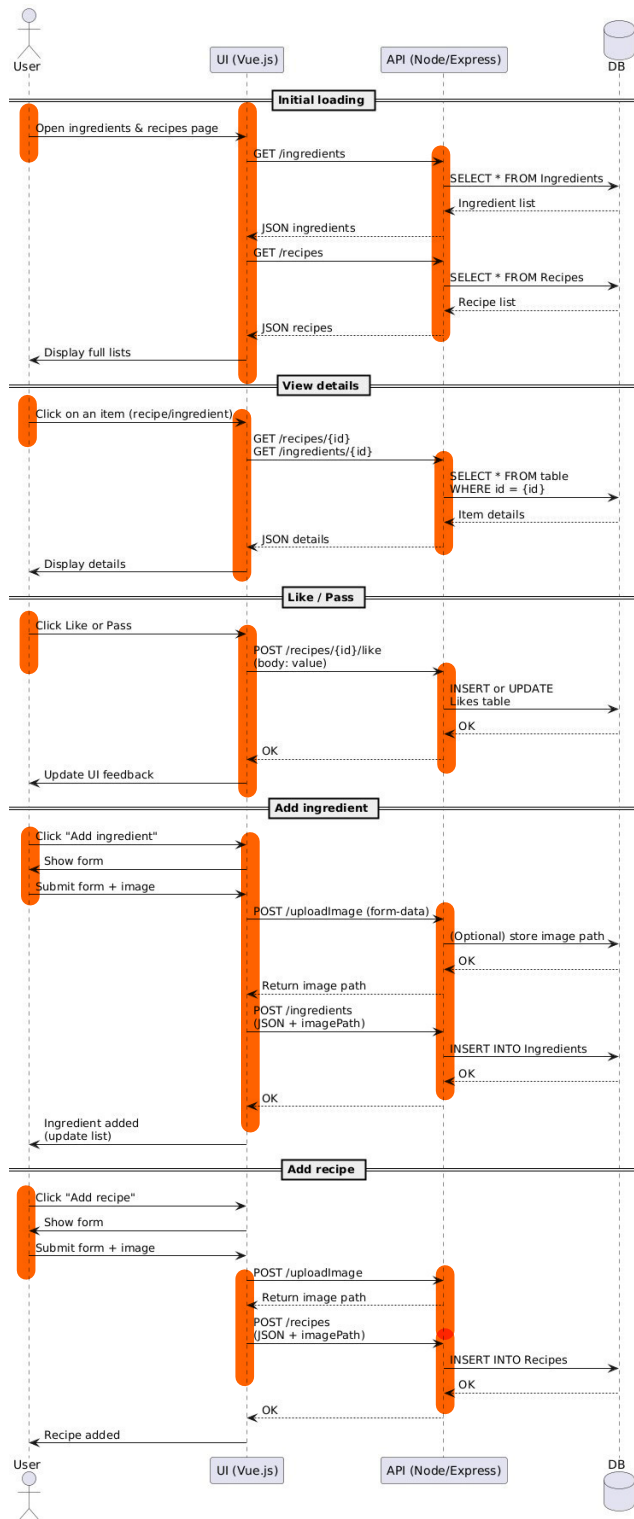 User
UI (Vue.js)
API (Node/Express)
DB
Initial loading
Open ingredients & recipes page
GET /ingredients
SELECT * FROM Ingredients
Ingredient list
JSON ingredients
GET /recipes
SELECT * FROM Recipes
Recipe list
JSON recipes
Display full lists
View details
Click on an item (recipe/ingredient)
GET /recipes/{id}
GET /ingredients/{id}
SELECT * FROM table
WHERE id = {id}
Item details
JSON details
Display details
Like / Pass
Click Like or Pass
POST /recipes/{id}/like
(body: value)
INSERT or UPDATE
Likes table
OK
OK
Update UI feedback
Add ingredient
Click "Add ingredient"
Show form
Submit form + image
POST /uploadImage (form-data)
(Optional) store image path
OK
Return image path
POST /ingredients
(JSON + imagePath)
INSERT INTO Ingredients
OK
OK
Ingredient added
(update list)
Add recipe
Click "Add recipe"
Show form
Submit form + image
POST /uploadImage
Return image path
POST /recipes
(JSON + imagePath)
INSERT INTO Recipes
OK
OK
Recipe added
User
UI (Vue.js)
API (Node/Express)
DB